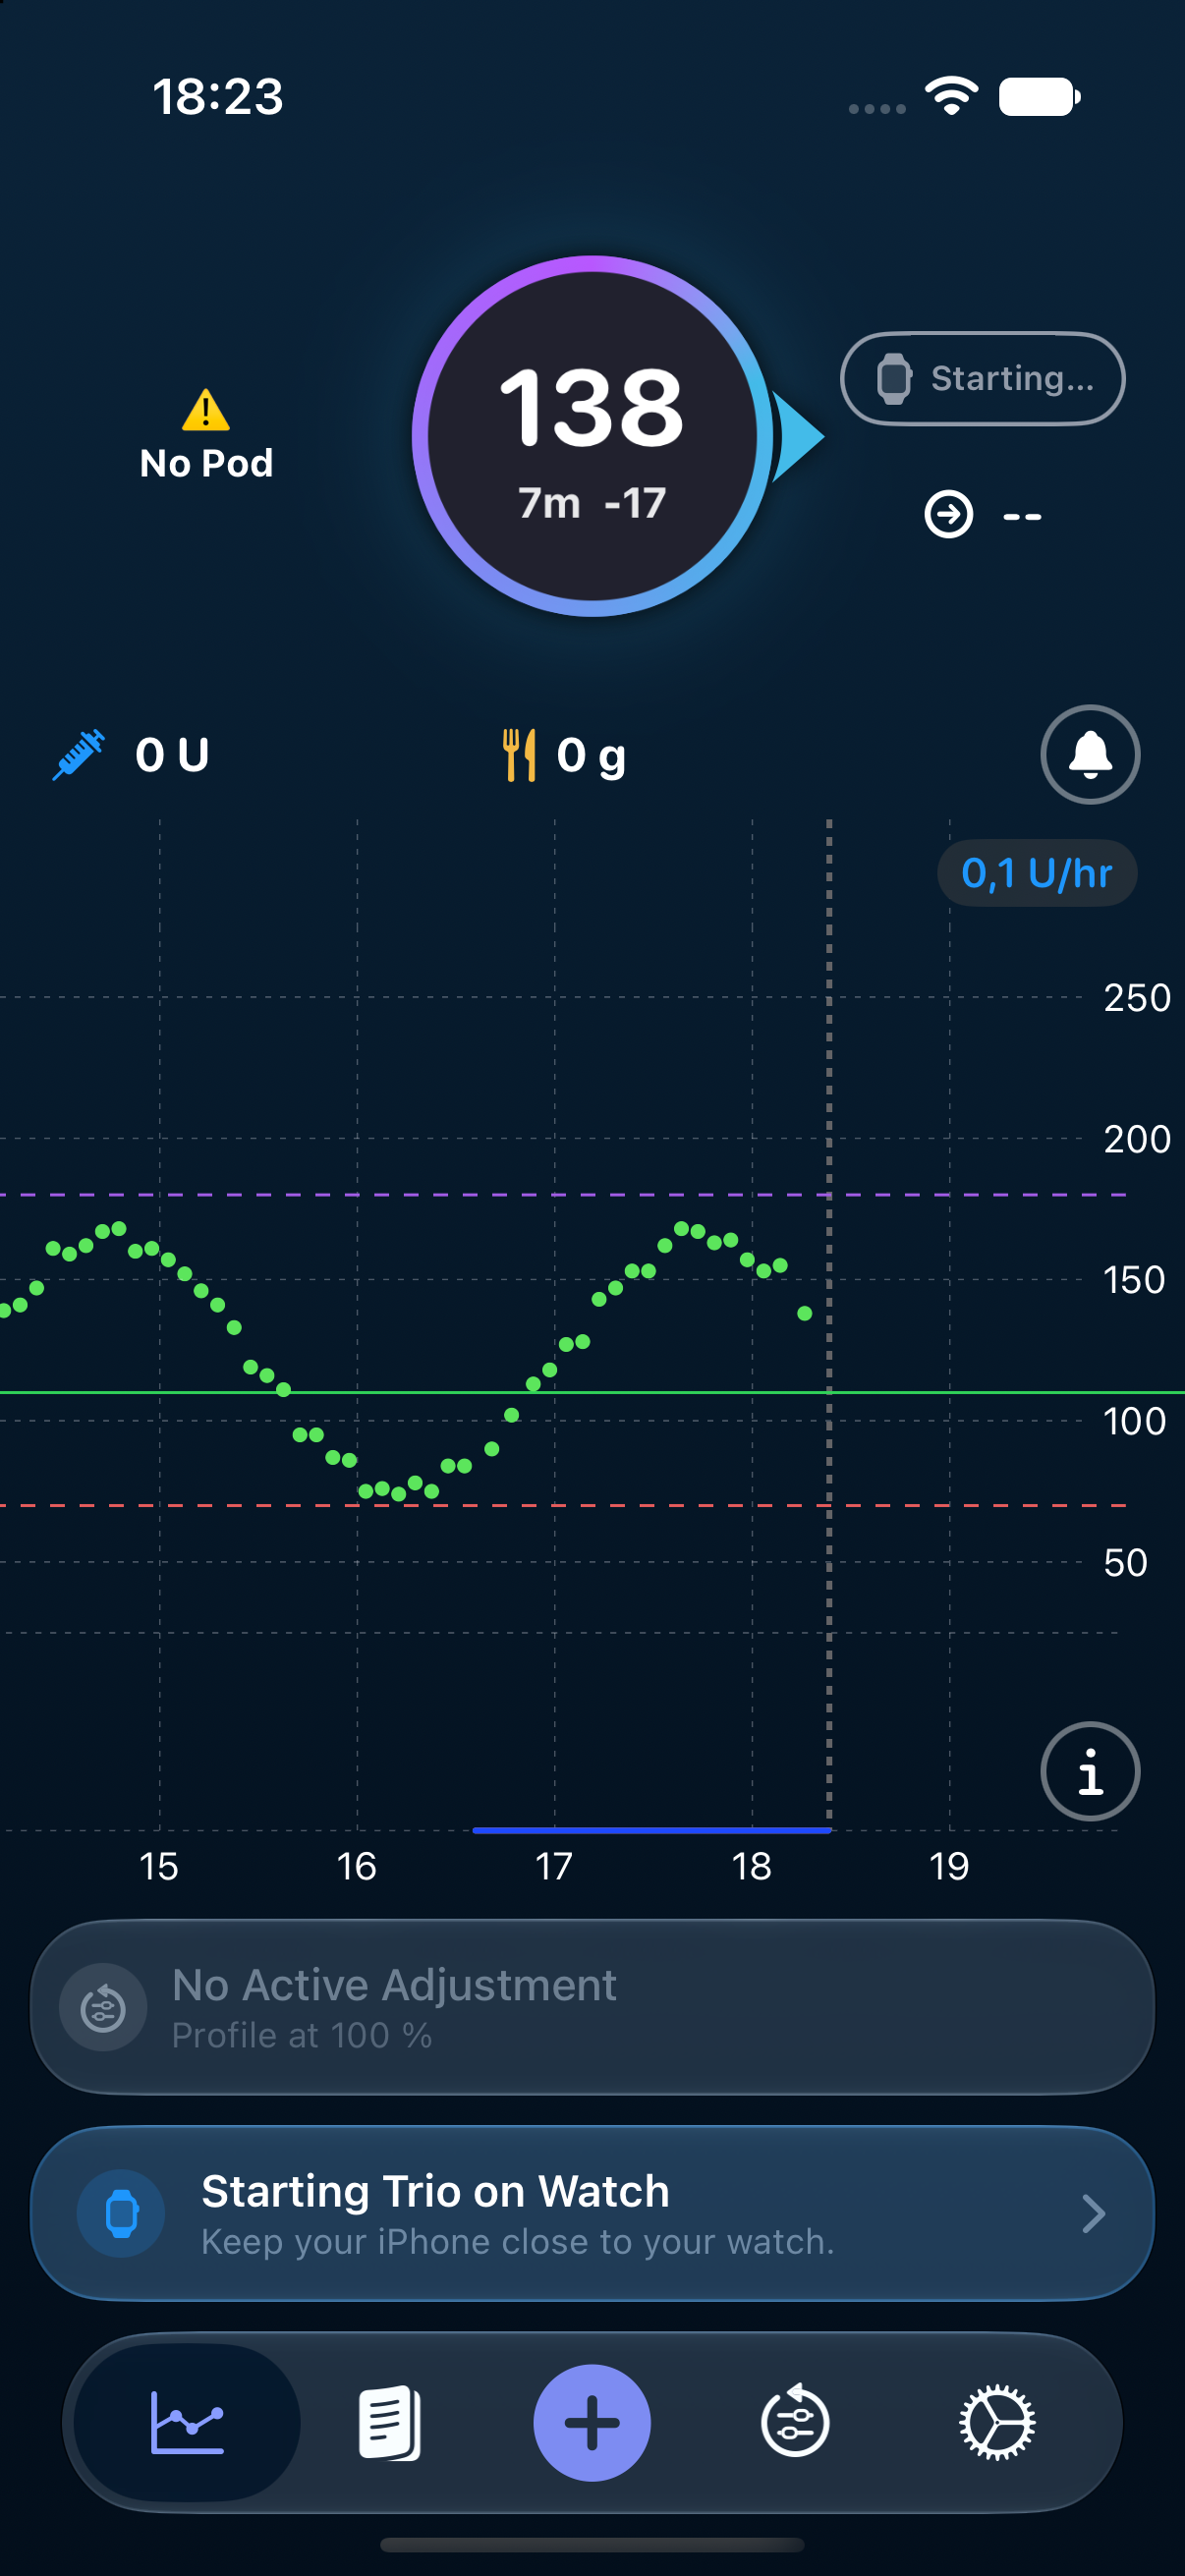 18:23
Starting...
138
7m -17
No Pod
--
0 U
0 g
0,1 U/hr
250
200
150
100
50
15 16 17 18 19
No Active Adjustment
Profile at 100 %
Starting Trio on Watch
Keep your iPhone close to your watch.